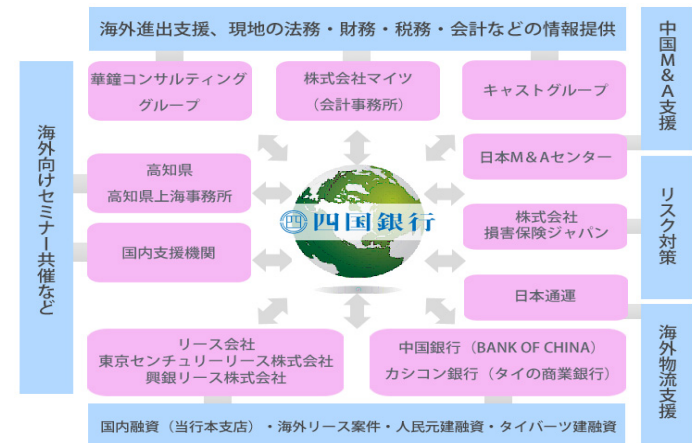 海外進出支援、現地の法務・財務・税務・会計などの情報提供
中国M&A支援
華鐘コンサルティング
グループ
株式会社マイツ
（会計事務所）
キャストグループ
海外向けセミナー共催など
高知県
高知県上海事務所
日本M&Aセンター
リスク対策
四国銀行
国内支援機関
株式会社
損害保険ジャパン
日本通運
海外物流支援
リース会社
東京センチュリーリース株式会社
興銀リース株式会社
中国銀行（BANK OF CHINA）
カシコン銀行（タイの商業銀行）
国内融資（当行本支店）・海外リース案件・人民元建融資・タイバーツ建融資